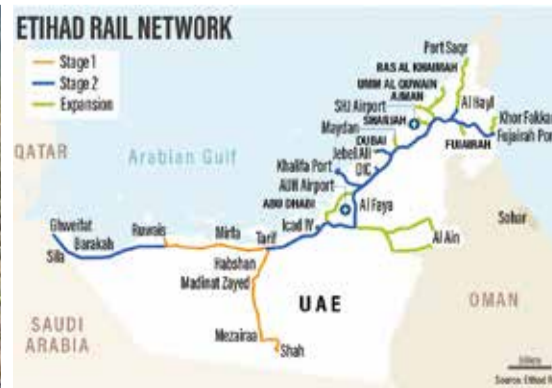 ETIHAD RAIL NETWORK
Stage 1
Stage 2
Expansion
Port Saqr
RAS AL KHAIMAH
UMM AL QUWAIN
AJMAN
SHJ Airport
SHARJAH
Al Hayl
Khor Fakkan
Fujairah Port
FUJAIRAH
Maydan
DUBAI
Jebel Ali
DIC
Khalifa Port
AUH Airport
ABU DHABI
Al Faya
Icad IV
QATAR
Arabian Gulf
Ghweifat
Sila
Barakah
Ruwais
Mirfa
Tarif
Habshan
Madinat Zayed
Mezairaa
Shah
Al Ain
Sohar
UAE
OMAN
SAUDI
ARABIA
Source: Etihad